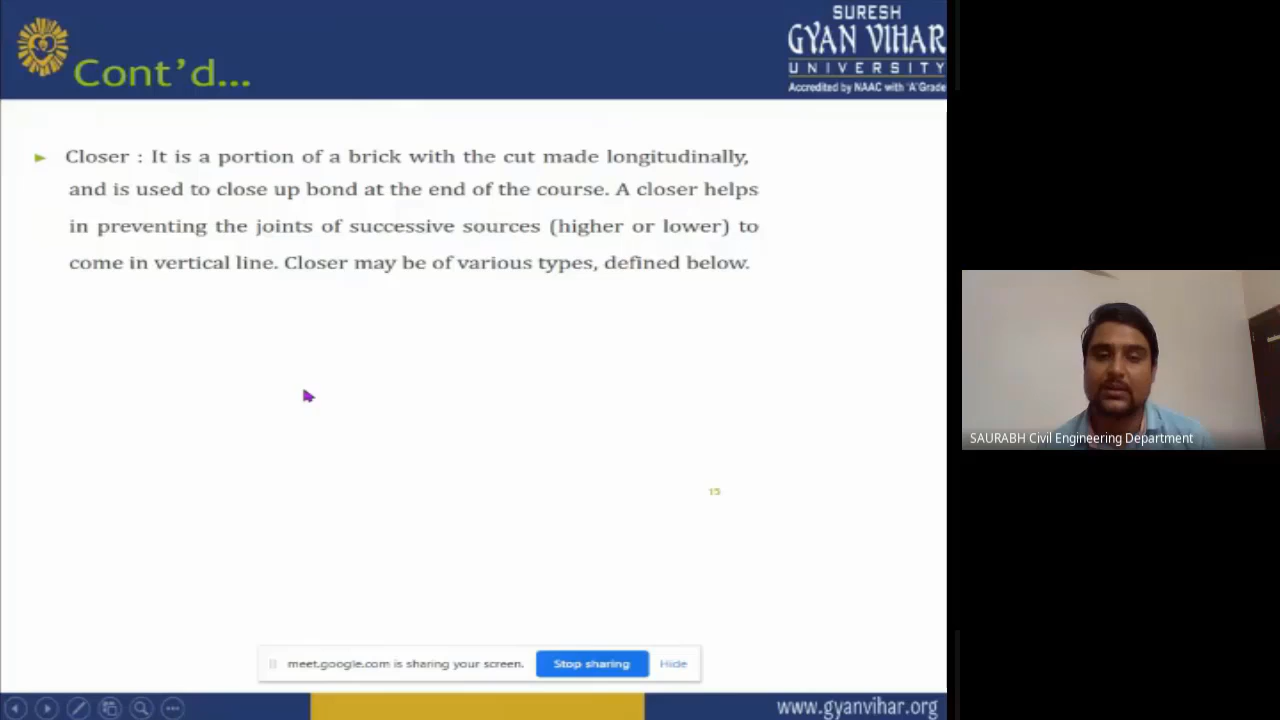 Cont'd...
SURESH
GYAN VIHAR
UNIVERSITY
Accredited by NAAC with 'A' Grade
Closer : It is a portion of a brick with the cut made longitudinally,
and is used to close up bond at the end of the course. A closer helps
in preventing the joints of successive sources (higher or lower) to
come in vertical line. Closer may be of various types, defined below.
SAURABH Civil Engineering Department
15
meet.google.com is sharing your screen.
Stop sharing
Hide
www.gyanvihar.org